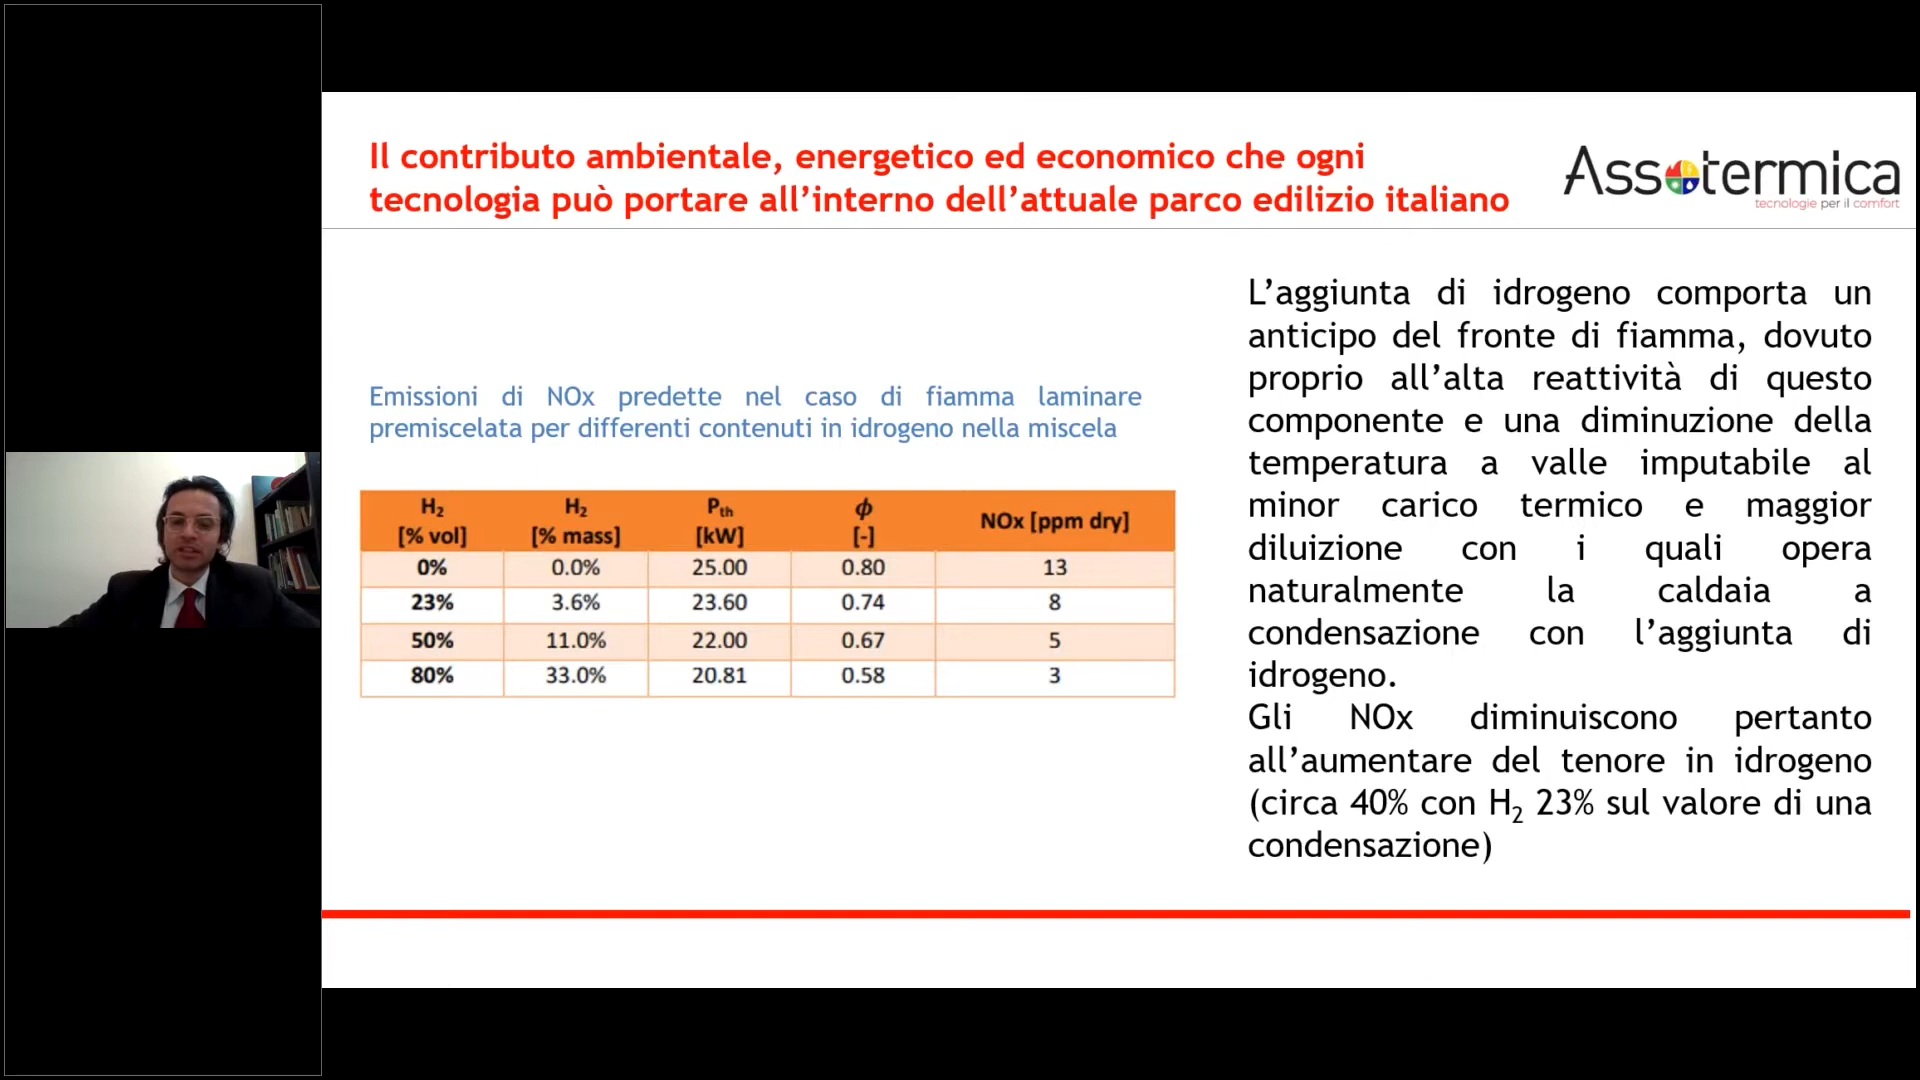 Il contributo ambientale, energetico ed economico che ogni
tecnologia può portare all’interno dell’attuale parco edilizio italiano
Assotermica
tecnologie per il comfort
Emissioni di NOx predette nel caso di fiamma laminare
premiscelata per differenti contenuti in idrogeno nella miscela
H2 H2 Pth ϕ NOx [ppm dry]
[% vol] [% mass] [kW] [-]
0% 0.0% 25.00 0.80 13
23% 3.6% 23.60 0.74 8
50% 11.0% 22.00 0.67 5
80% 33.0% 20.81 0.58 3
L’aggiunta di idrogeno comporta un
anticipo del fronte di fiamma, dovuto
proprio all’alta reattività di questo
componente e una diminuzione della
temperatura a valle imputabile al
minor carico termico e maggior
diluizione con i quali opera
naturalmente la caldaia a
condensazione con l’aggiunta di
idrogeno.
Gli NOx diminuiscono pertanto
all’aumentare del tenore in idrogeno
(circa 40% con H2 23% sul valore di una
condensazione)